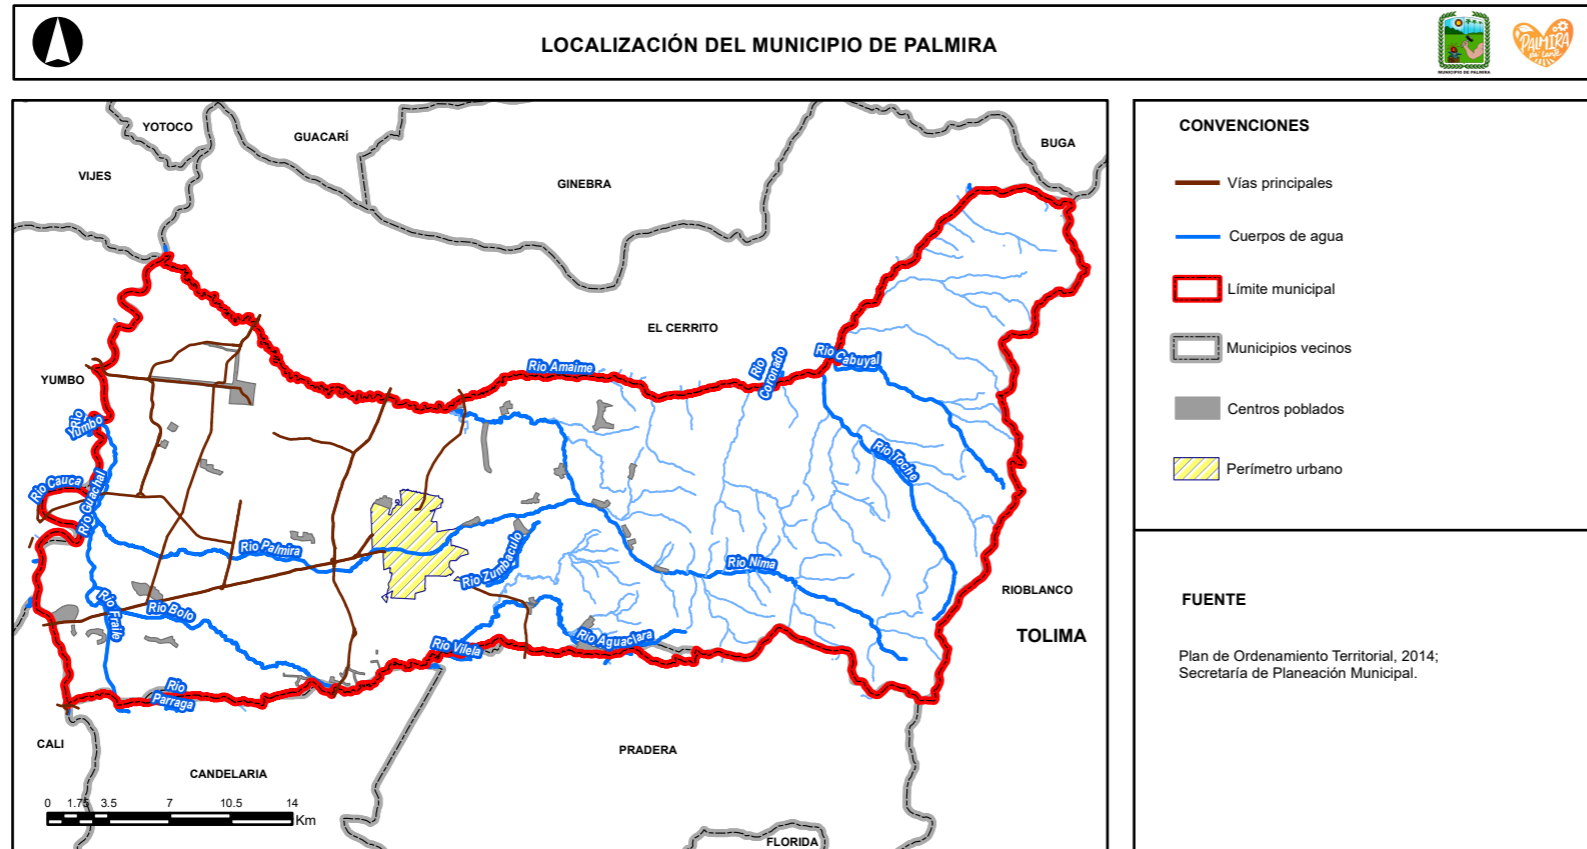 LOCALIZACIÓN DEL MUNICIPIO DE PALMIRA
MUNICIPIO DE PALMIRA
PALMIRA
YOTOCO
GUACARÍ
BUGA
VIJES
GINEBRA
EL CERRITO
YUMBO
Río Amaime
Río
Coronado
Río Cabuyal
Río
Yumbo
Río Toche
Río Cauca
Río Guachal
Río Palmira
Río Zumbaculo
Río Nima
RIOBLANCO
Río Fraile
Río Bolo
TOLIMA
Río Vilela
Río Aguaclara
Río
Parraga
CALI
PRADERA
CANDELARIA
0 1.75 3.5 7 10.5 14
Km
FLORIDA
CONVENCIONES
Vías principales
Cuerpos de agua
Límite municipal
Municipios vecinos
Centros poblados
Perímetro urbano
FUENTE
Plan de Ordenamiento Territorial, 2014;
Secretaría de Planeación Municipal.